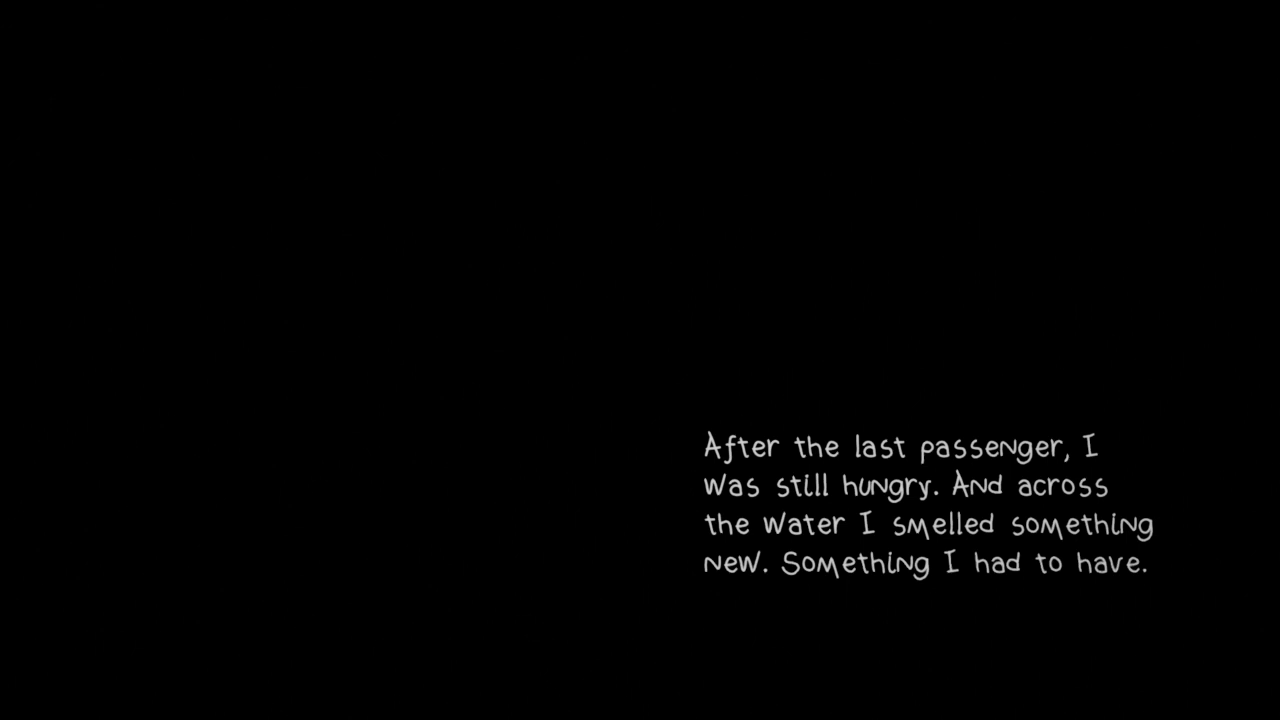 After the last passenger, I
was still hungry. And across
the water I smelled something
new. Something I had to have.